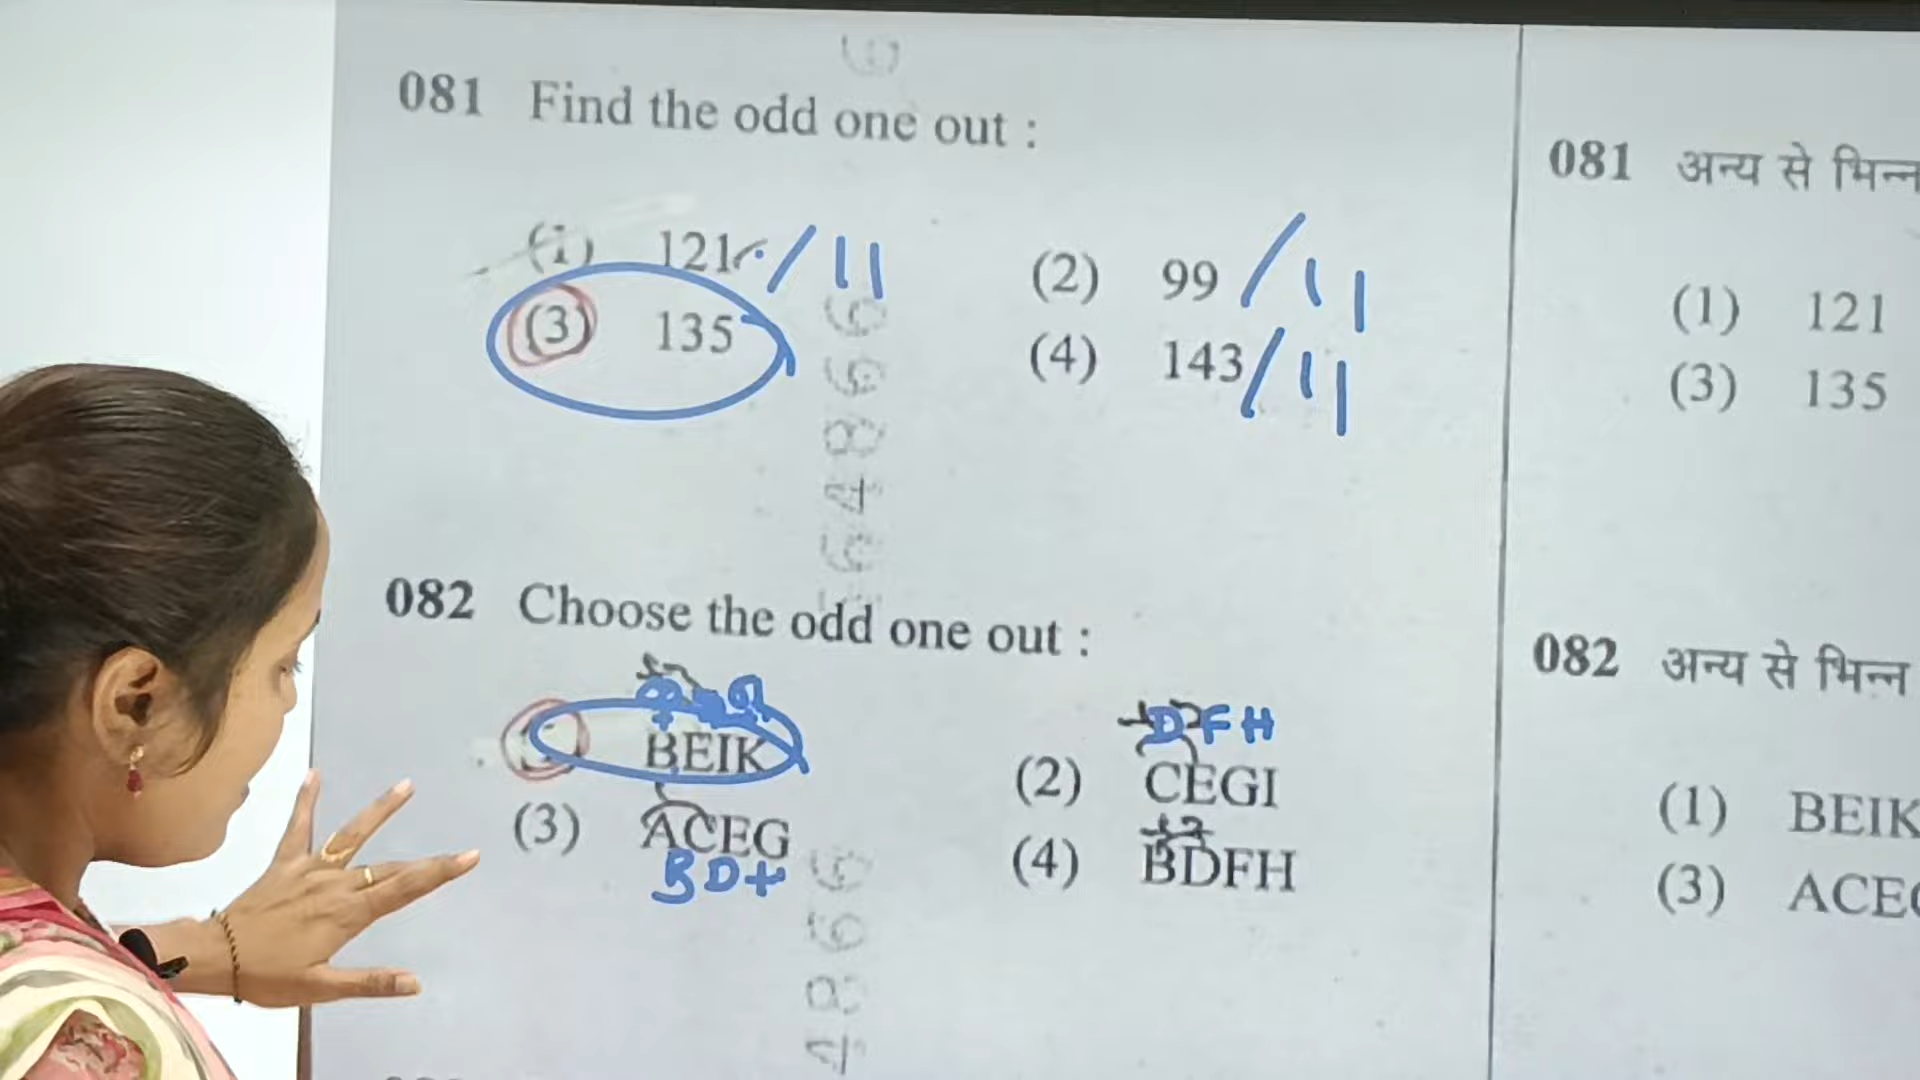 081 Find the odd one out :
(1) 121 / 11
(2) 99 / 11
(3) 135
(4) 143 / 11
082 Choose the odd one out :
BEIK
D F H
(2) CEGI
(3) ACEG
B D
+2
(4) BDFH
081 अन्य से भिन्न
(1) 121
(3) 135
082 अन्य से भिन्न
(1) BEIK
(3) ACE